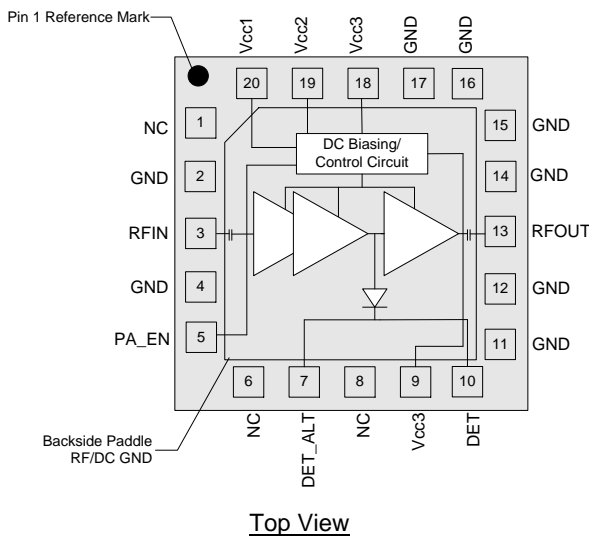 Pin 1 Reference Mark
Vcc1
Vcc2
Vcc3
GND
GND
20
19
18
17
16
NC
1
15
GND
DC Biasing/
Control Circuit
GND
2
14
GND
RFIN
3
13
RFOUT
GND
4
12
GND
PA_EN
5
11
GND
6
7
8
9
10
NC
DET_ALT
NC
Vcc3
DET
Backside Paddle
RF/DC GND
Top View